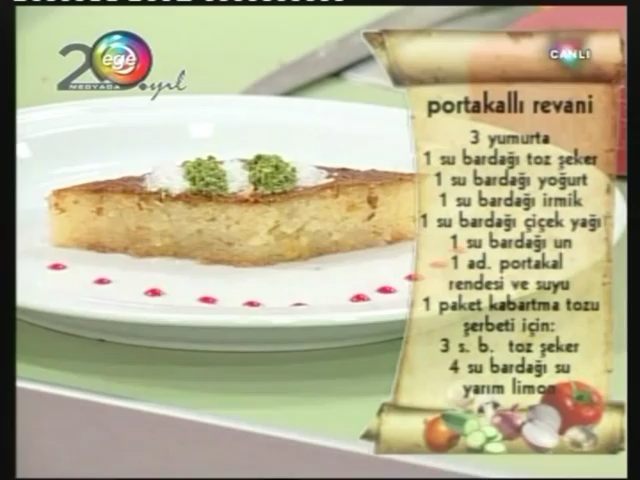 20.yıl
ege
MEDYADA
CANLI
portakallı revani
3 yumurta
1 su bardağı toz şeker
1 su bardağı yoğurt
1 su bardağı irmik
1 su bardağı çiçek yağı
1 su bardağı un
1 ad. portakal
rendesi ve suyu
1 paket kabartma tozu
şerbeti için:
3 s. b. toz şeker
4 su bardağı su
yarım limon